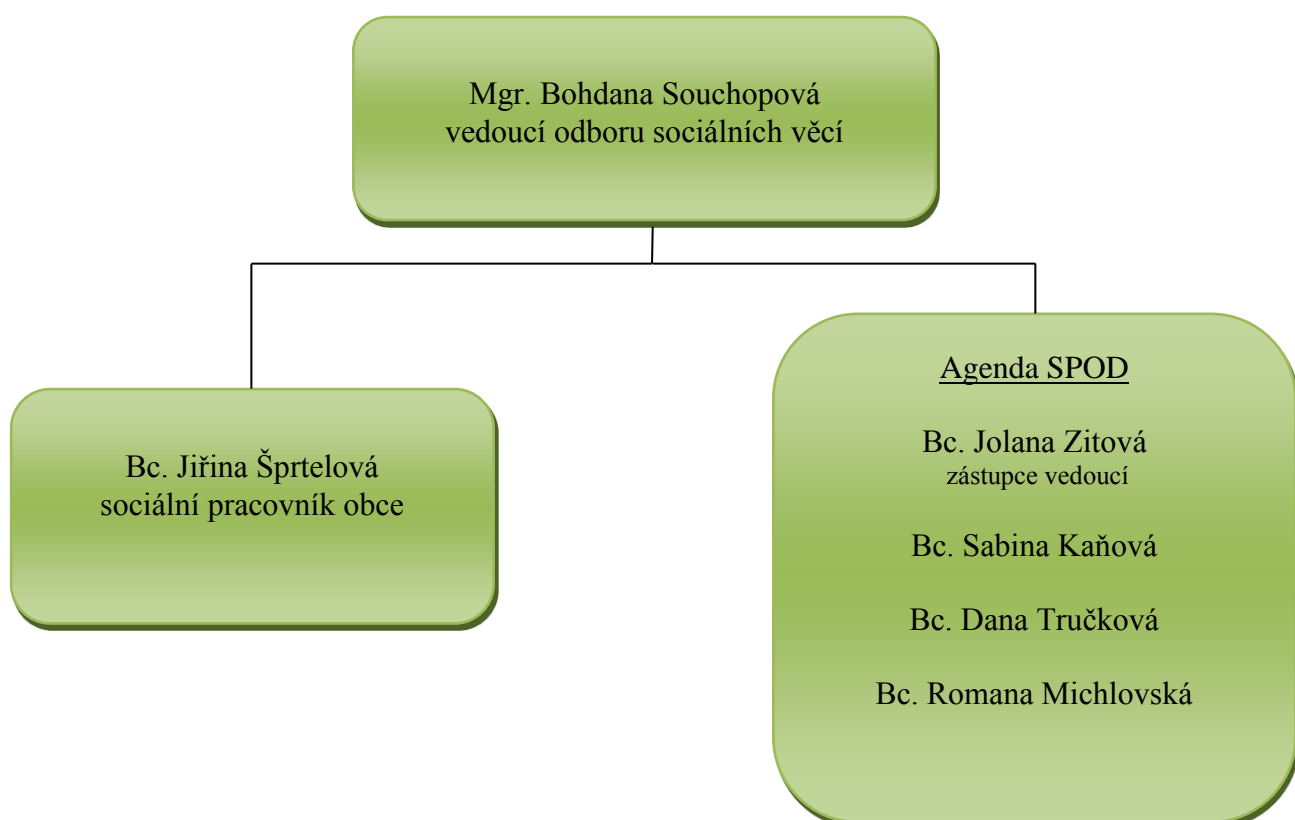 Mgr. Bohdana Souchopová
vedoucí odboru sociálních věcí
Bc. Jiřina Šprtelová
sociální pracovník obce
Agenda SPOD
Bc. Jolana Zitová
zástupce vedoucí
Bc. Sabina Kaňová
Bc. Dana Tručková
Bc. Romana Michlovská